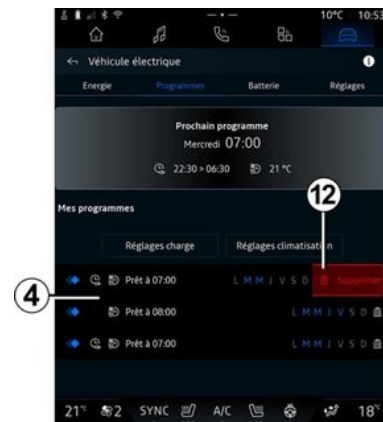 10°C 10:53
Véhicule électrique
Energie Programmes Batterie Réglages
Prochain programme
Mercredi 07:00
22:30 > 06:30 21 °C
Mes programmes
12
Réglages charge Réglages climatisation
4
Prêt à 07:00 L M M J V S D Supprimer
Prêt à 08:00 L M M J V S D
Prêt à 07:00 L M M J V S D
21° 2 SYNC A/C 18°